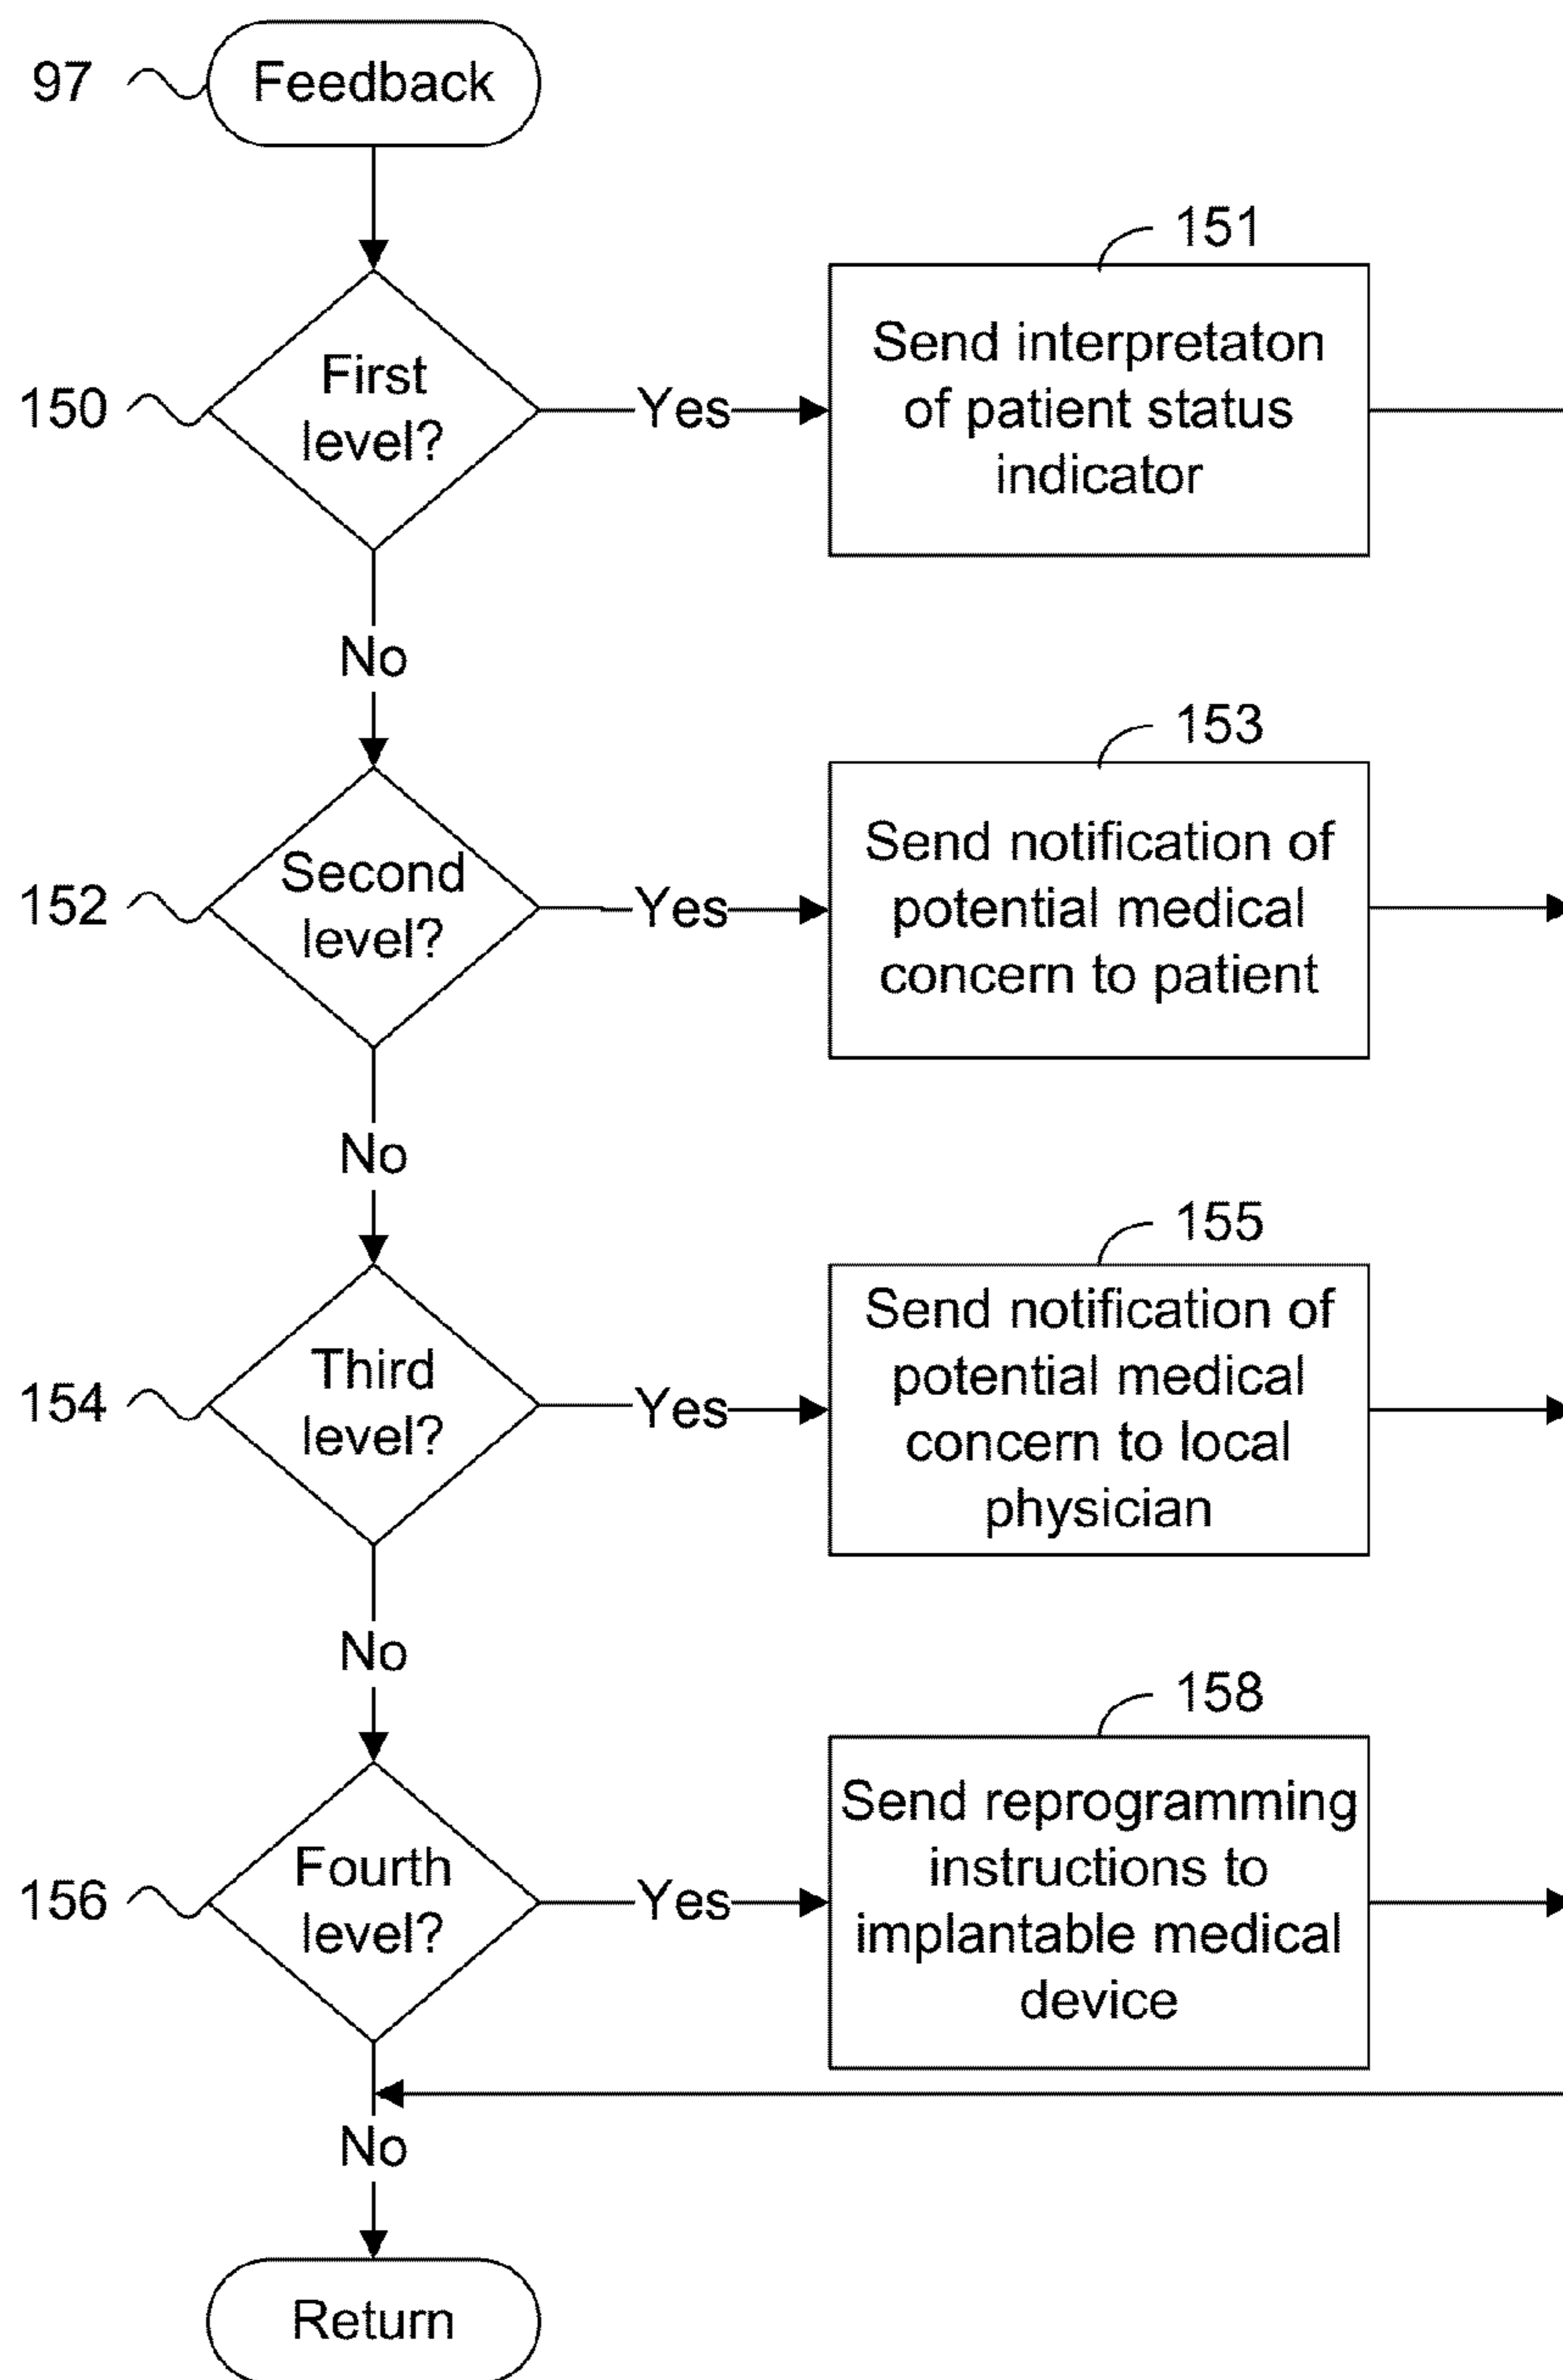 97
Feedback
151
150
First
level?
Yes
Send interpretaton
of patient status
indicator
No
153
152
Second
level?
Yes
Send notification of
potential medical
concern to patient
No
155
154
Third
level?
Yes
Send notification of
potential medical
concern to local
physician
No
158
156
Fourth
level?
Yes
Send reprogramming
instructions to
implantable medical
device
No
Return